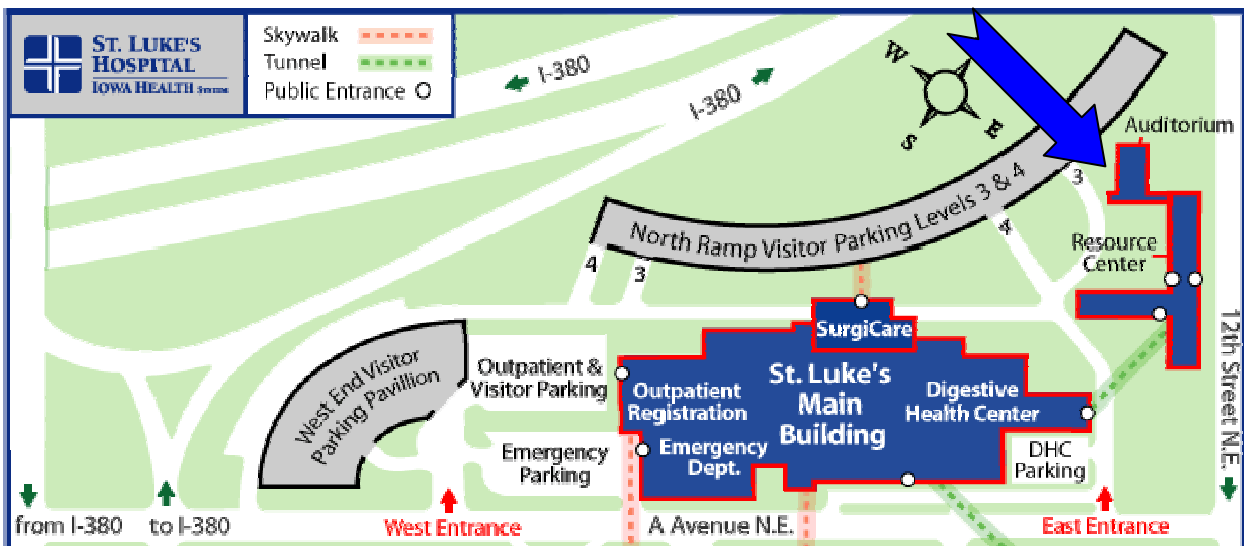 ST. LUKE'S
HOSPITAL
IOWA HEALTH SYSTEM
Skywalk
Tunnel
Public Entrance
I-380
I-380
W
S
E
Auditorium
3
North Ramp Visitor Parking Levels 3 & 4
4
4
3
Resource
Center
12th Street N.E.
SurgiCare
West End Visitor
Parking Pavillion
Outpatient &
Visitor Parking
Outpatient
Registration
St. Luke's
Main
Building
Digestive
Health Center
Emergency
Parking
Emergency
Dept.
DHC
Parking
from I-380
to I-380
West Entrance
A Avenue N.E.
East Entrance